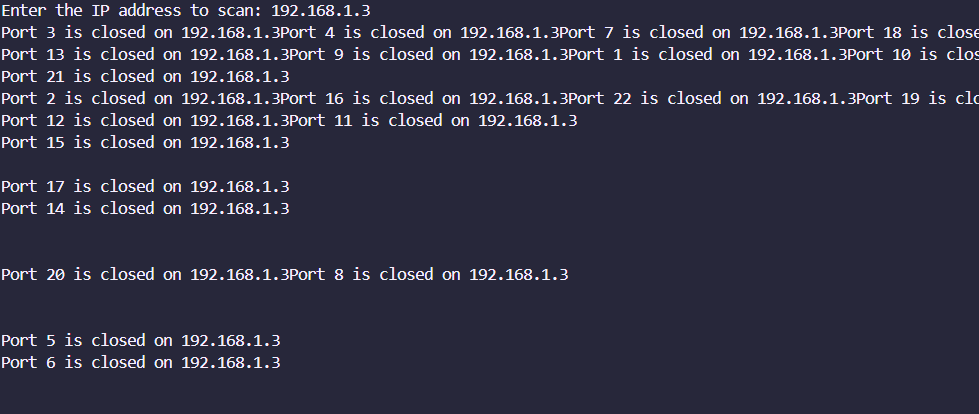 Enter the IP address to scan: 192.168.1.3
Port 3 is closed on 192.168.1.3Port 4 is closed on 192.168.1.3Port 7 is closed on 192.168.1.3Port 18 is close
Port 13 is closed on 192.168.1.3Port 9 is closed on 192.168.1.3Port 1 is closed on 192.168.1.3Port 10 is clos
Port 21 is closed on 192.168.1.3
Port 2 is closed on 192.168.1.3Port 16 is closed on 192.168.1.3Port 22 is closed on 192.168.1.3Port 19 is clo
Port 12 is closed on 192.168.1.3Port 11 is closed on 192.168.1.3
Port 15 is closed on 192.168.1.3
Port 17 is closed on 192.168.1.3
Port 14 is closed on 192.168.1.3
Port 20 is closed on 192.168.1.3Port 8 is closed on 192.168.1.3
Port 5 is closed on 192.168.1.3
Port 6 is closed on 192.168.1.3